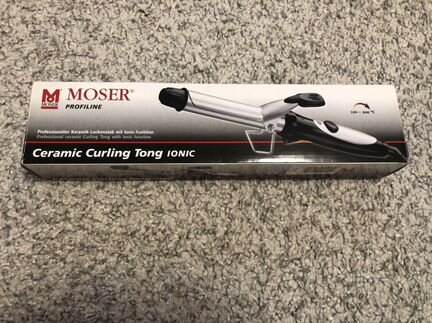 MOSER
MOSER®
PROFILINE
Professioneller Keramik-Lockenstab mit Ionic-Funktion
Professional ceramic Curling Tong with ionic function
Ceramic Curling Tong IONIC